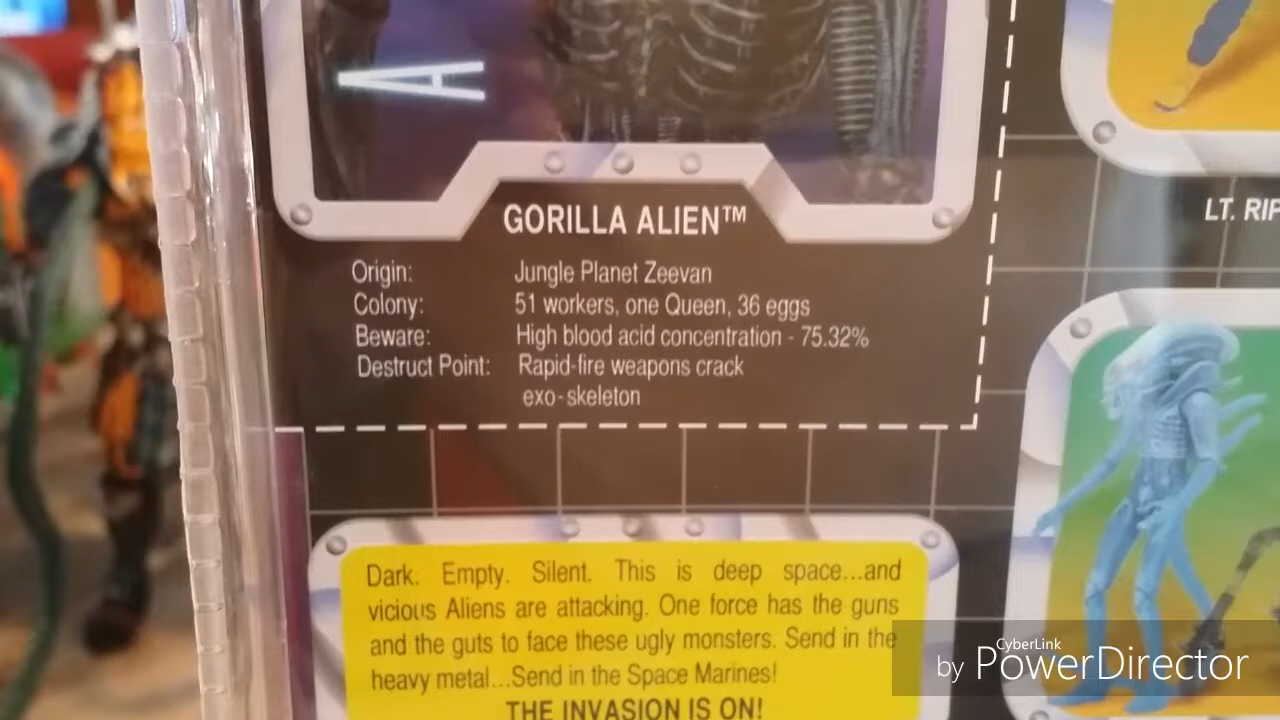 A
GORILLA ALIEN™
Origin: Jungle Planet Zeevan
Colony: 51 workers, one Queen, 36 eggs
Beware: High blood acid concentration - 75.32%
Destruct Point: Rapid-fire weapons crack
exo-skeleton
LT. RIP
Dark. Empty. Silent. This is deep space...and
vicious Aliens are attacking. One force has the guns
and the guts to face these ugly monsters. Send in the
heavy metal...Send in the Space Marines!
THE INVASION IS ON!
CyberLink
by PowerDirector